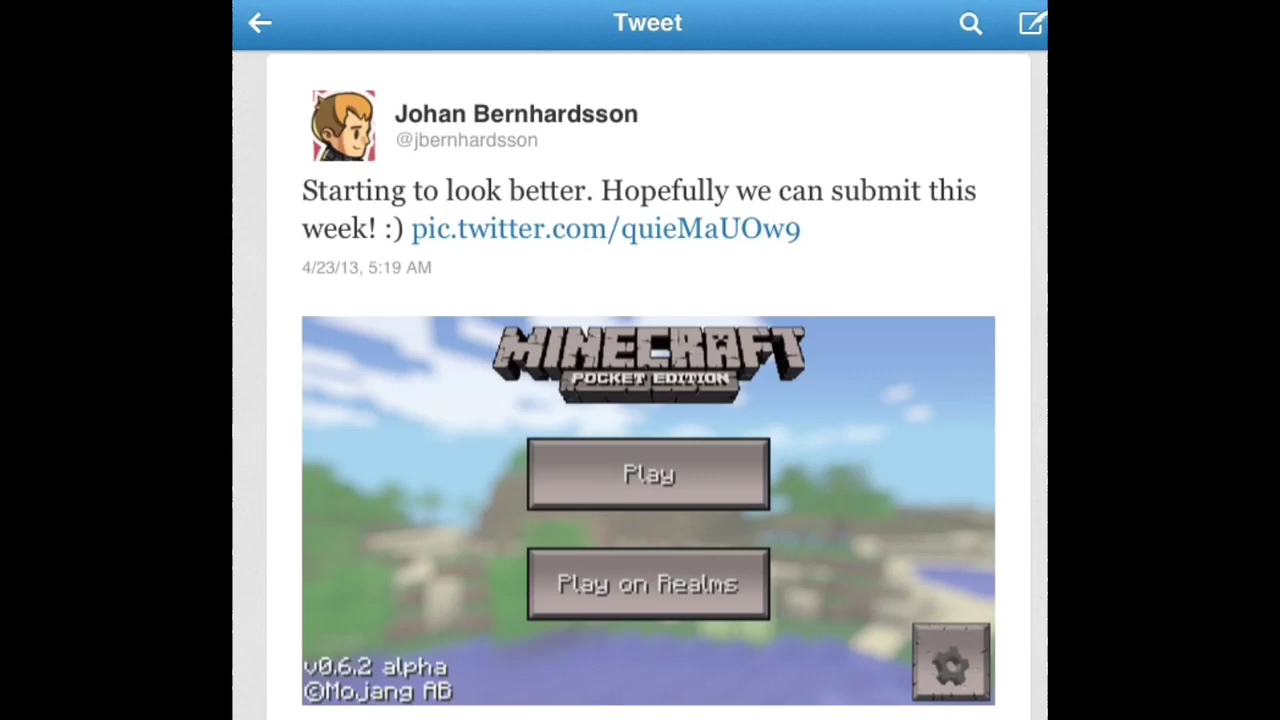 Tweet
Johan Bernhardsson
@jbernhardsson
Starting to look better. Hopefully we can submit this
week! :) pic.twitter.com/quieMaUOw9
4/23/13, 5:19 AM
MINECRAFT
POCKET EDITION
Play
Play on Realms
v0.6.2 alpha
©Mojang AB